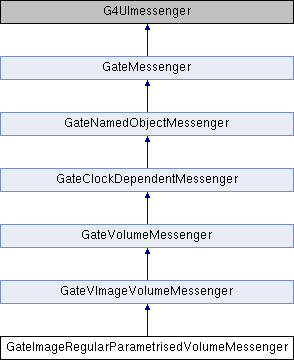 G4UImessenger
GateMessenger
GateNamedObjectMessenger
GateClockDependentMessenger
GateVolumeMessenger
GateVImageVolumeMessenger
GateImageRegularParametrisedVolumeMessenger